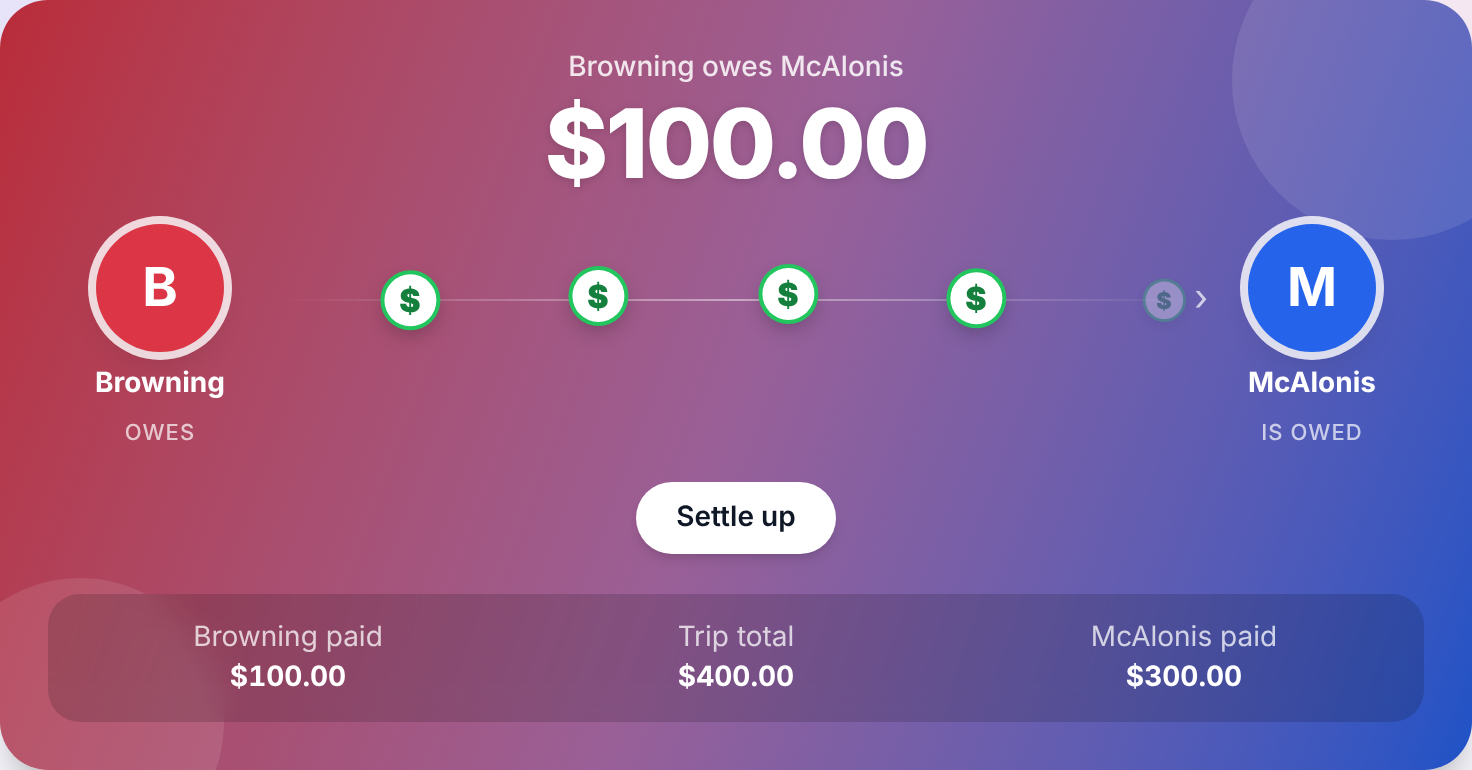 Browning owes McAlonis
$100.00
B
$
$
$
$
$
›
M
Browning
McAlonis
OWES
IS OWED
Settle up
Browning paid
Trip total
McAlonis paid
$100.00
$400.00
$300.00